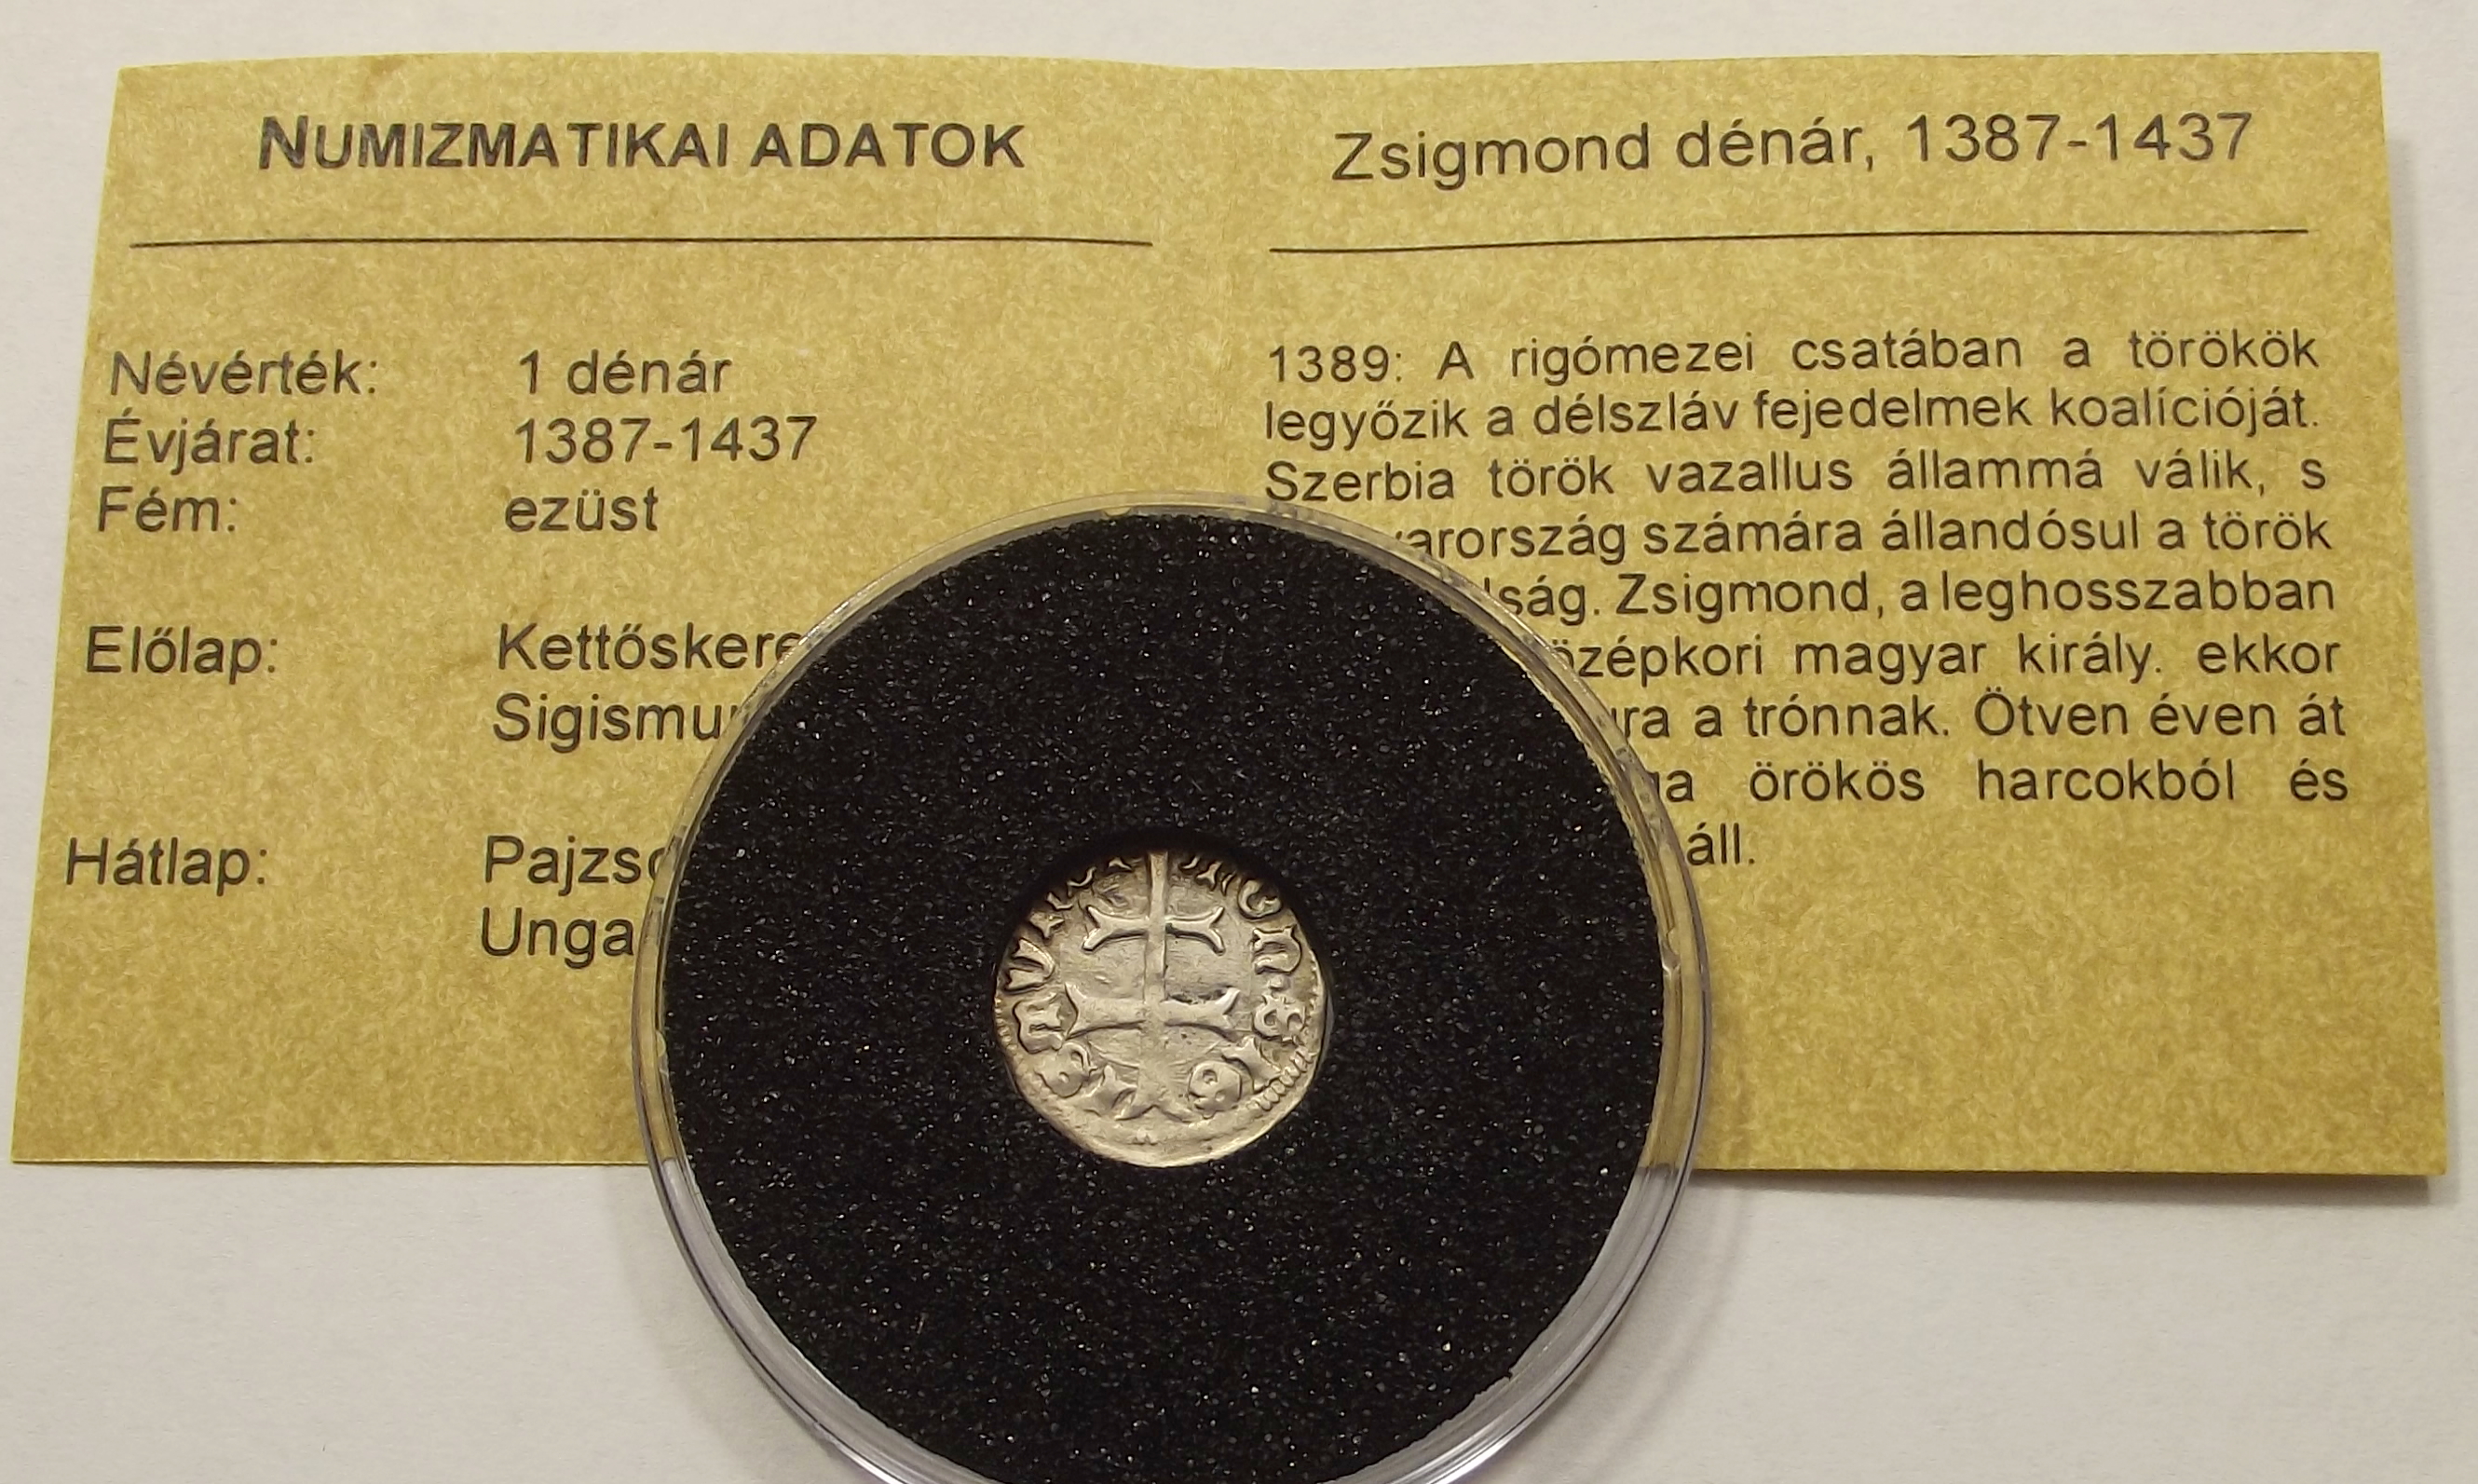 NUMIZMATIKAI ADATOK
Névérték: 1 dénár
Évjárat: 1387-1437
Fém: ezüst
Előlap:
Hátlap:
Zsigmond dénár, 1387-1437
1389: A rigómezei csatában a törökök
legyőzik a délszláv fejedelmek koalícióját.
Szerbia török vazallus állammá válik, s
számára állandósul a török
Zsigmond, a leghosszabban
magyar király. ekkor
a trónnak. Ötven éven át
örökös harcokból és
áll.